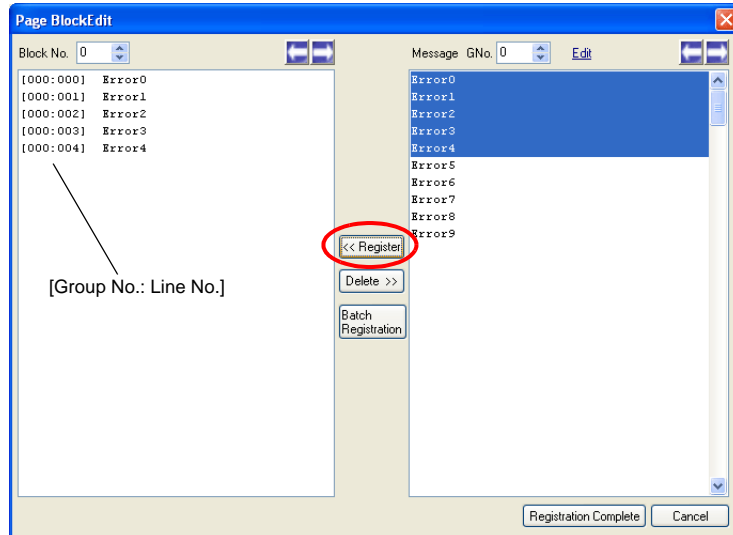 Page BlockEdit
Block No. 0
Message GNo. 0 Edit
[000:000] Error0
[000:001] Error1
[000:002] Error2
[000:003] Error3
[000:004] Error4
[Group No.: Line No.]
<< Register
Delete >>
Batch
Registration
Error0
Error1
Error2
Error3
Error4
Error5
Error6
Error7
Error8
Error9
Registration Complete
Cancel